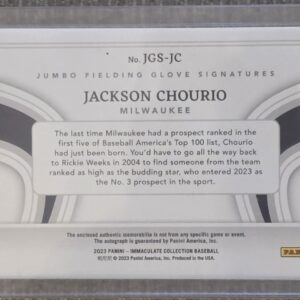 No. JGS-JC
JUMBO FIELDING GLOVE SIGNATURES
JACKSON CHOURIO
MILWAUKEE
The last time Milwaukee had a prospect ranked in the
first five of Baseball America's Top 100 list, Chourio
had just been born. You'd have to go all the way back
to Rickie Weeks in 2004 to find someone from the team
ranked as high as the budding star, who entered 2023 as
the No. 3 prospect in the sport.
The enclosed authentic memorabilia is not from any specific game or event.
The autograph is guaranteed by Panini America, Inc.
2023 PANINI - IMMACULATE COLLECTION BASEBALL
© 2023 Panini America, Inc. Produced in the USA.